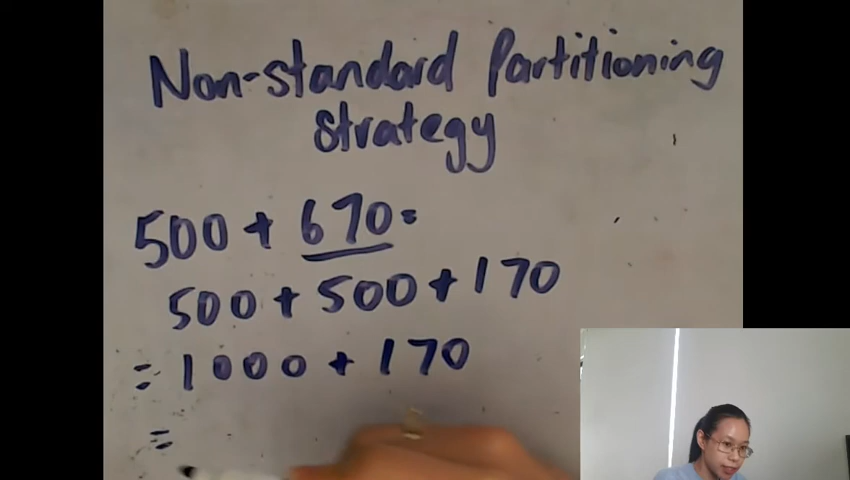 Non-standard Partitioning
strategy
500 + 670 =
500 + 500 + 170
= 1000 + 170
=